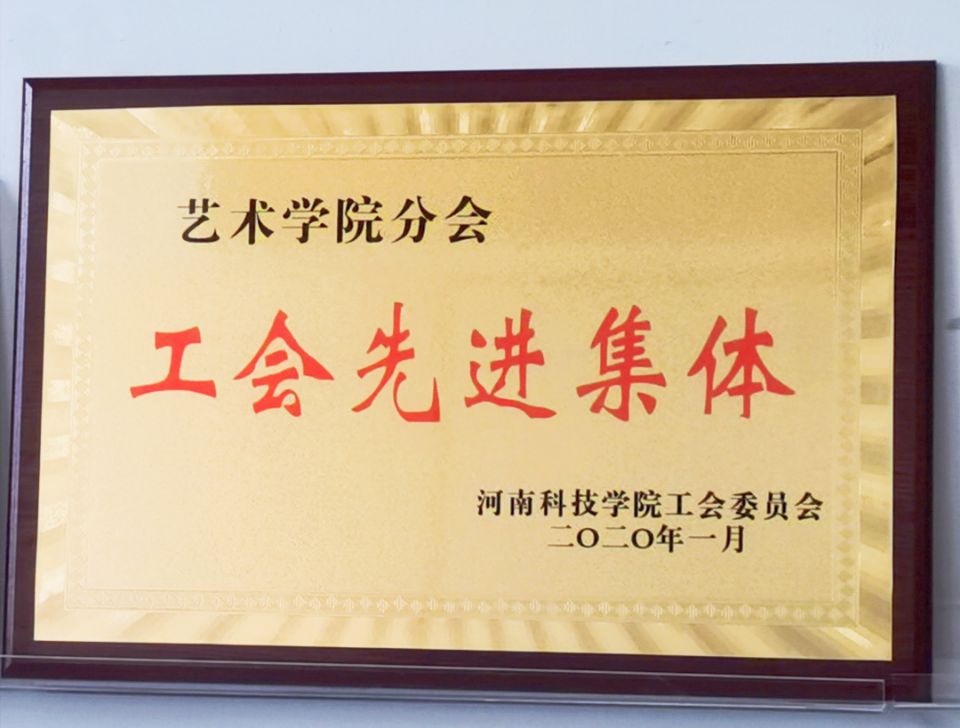 艺术学院分会
工会先进集体
河南科技学院工会委员会
二〇二〇年一月